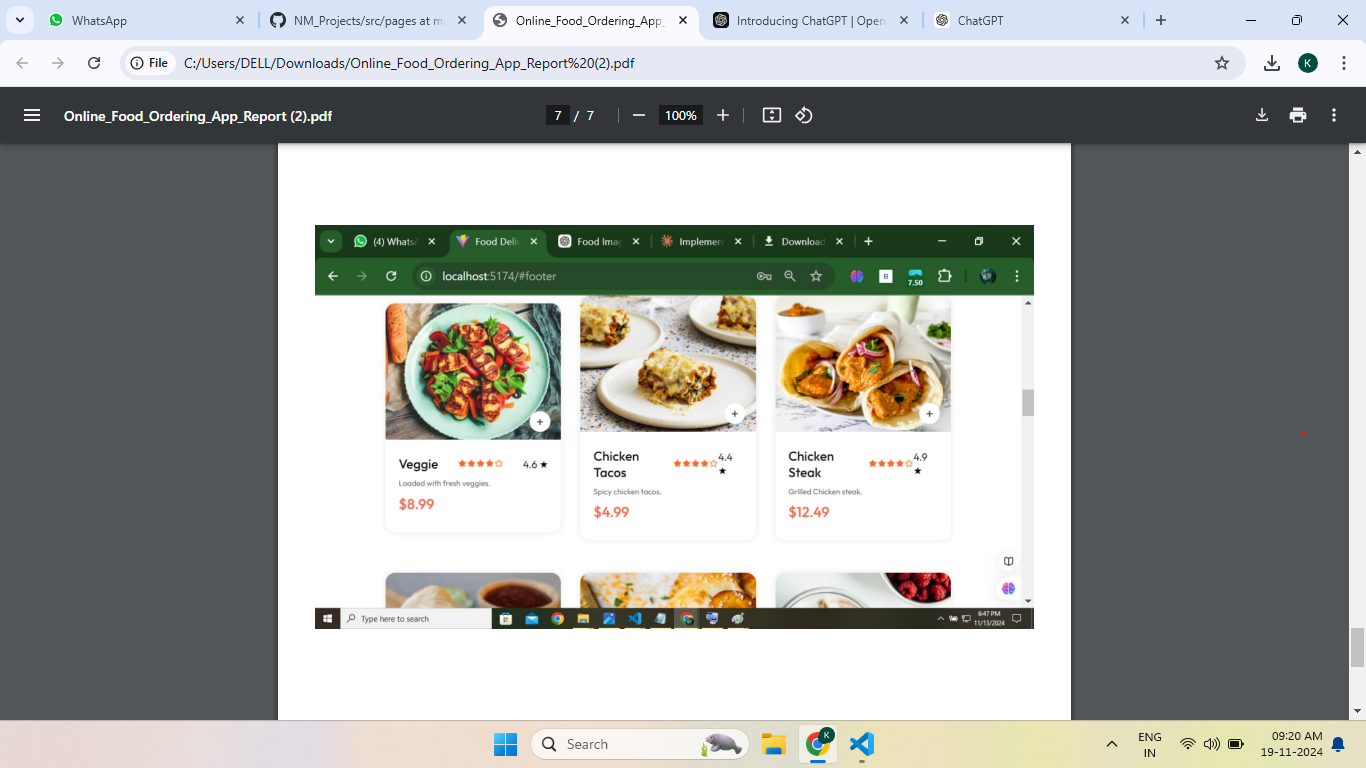 WhatsApp
NM_Projects/src/pages at m
Online_Food_Ordering_App_
Introducing ChatGPT | Open
ChatGPT
File
C:/Users/DELL/Downloads/Online_Food_Ordering_App_Report%20(2).pdf
K
Online_Food_Ordering_App_Report (2).pdf
7 / 7
100%
(4) Whats
Food Deli
Food Imag
Implemen
Download
localhost:5174/#footer
B
7.50
Veggie
4.6 ★
Loaded with fresh veggies.
$8.99
Chicken
Tacos
4.4
★
Spicy chicken tacos.
$4.99
Chicken
Steak
4.9
★
Grilled Chicken steak.
$12.49
Type here to search
6:47 PM
11/13/2024
Search
K
ENG
IN
09:20 AM
19-11-2024